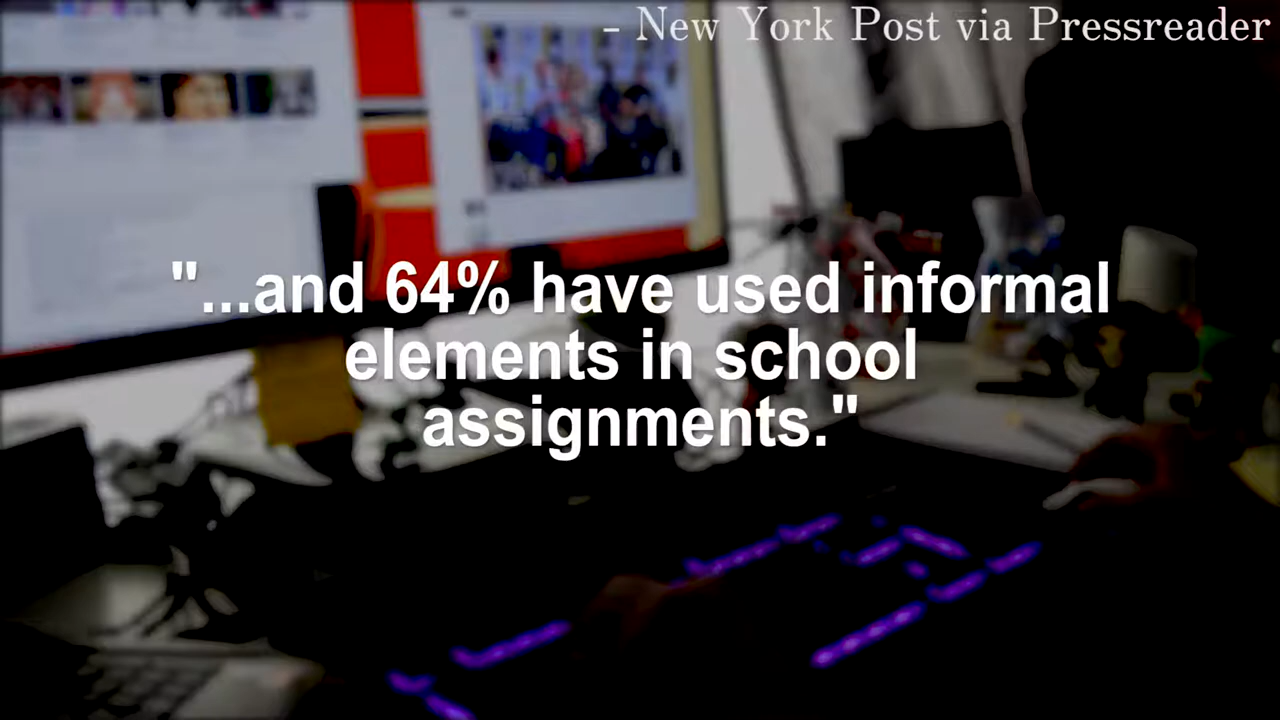 – New York Post via Pressreader
"...and 64% have used informal
elements in school
assignments."